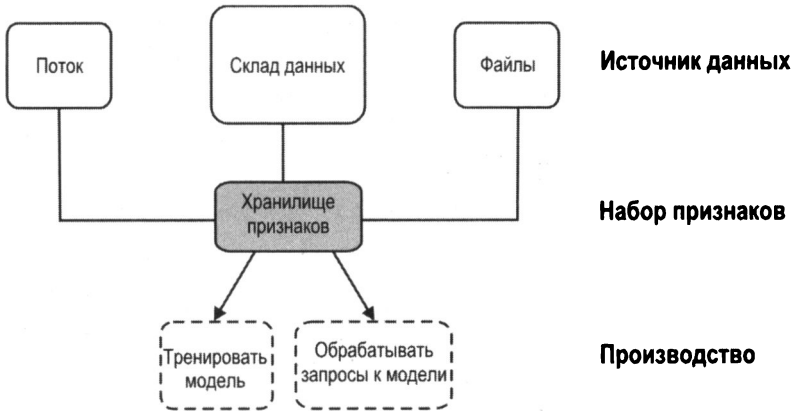 Поток
Склад данных
Файлы
Источник данных
Хранилище
признаков
Набор признаков
Тренировать
модель
Обрабатывать
запросы к модели
Производство